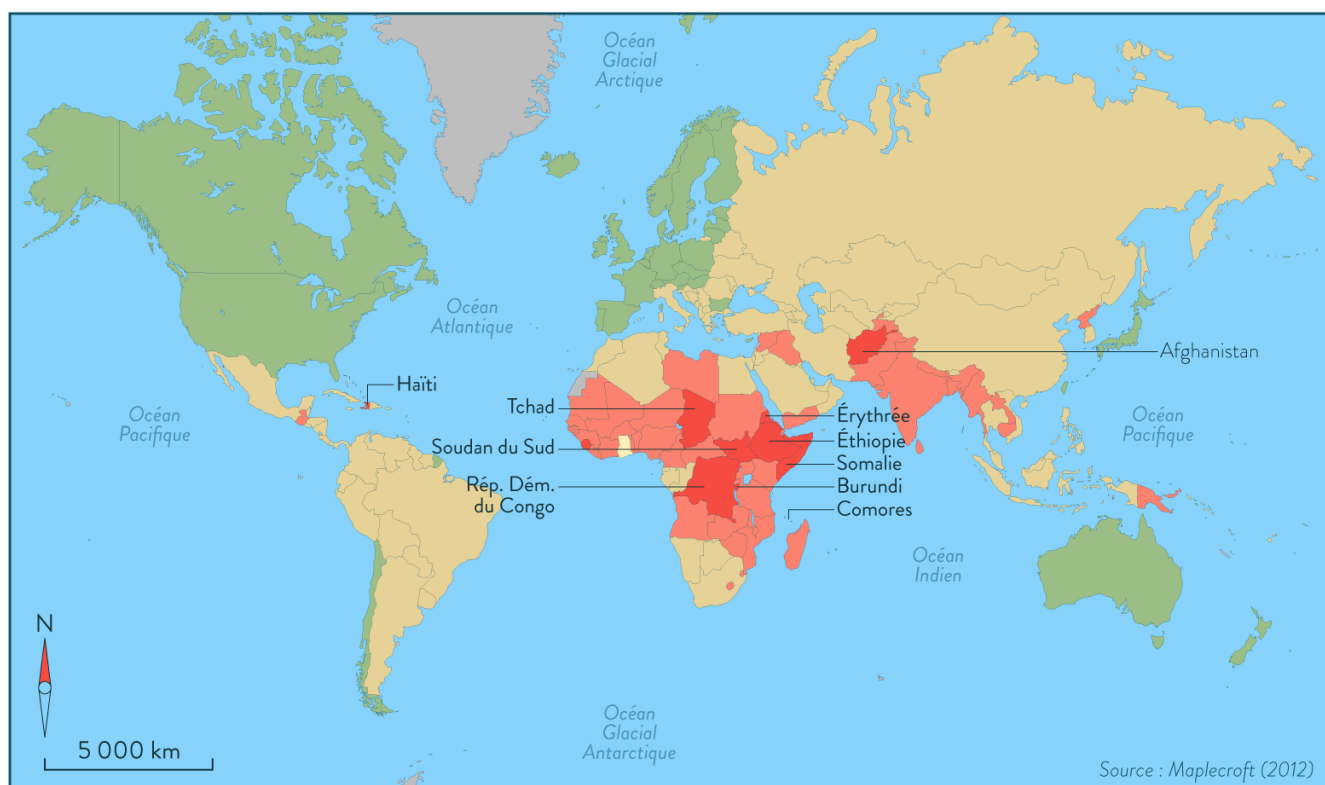 Océan
Glacial
Arctique
Océan
Atlantique
Océan
Pacifique
Haïti
Tchad
Soudan du Sud
Rép. Dém.
du Congo
Afghanistan
Érythrée
Éthiopie
Somalie
Burundi
Comores
Océan
Pacifique
Océan
Indien
N
5 000 km
Océan
Glacial
Antarctique
Source : Maplecroft (2012)